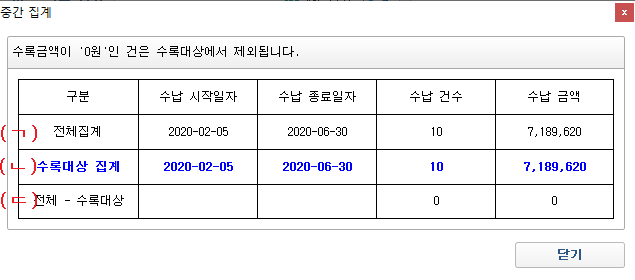 중간 집계
x
수록금액이 '0원'인 건은 수록대상에서 제외됩니다.
구분 수납 시작일자 수납 종료일자 수납 건수 수납 금액
(ㄱ) 전체집계 2020-02-05 2020-06-30 10 7,189,620
(ㄴ) 수록대상 집계 2020-02-05 2020-06-30 10 7,189,620
(ㄷ) 전체 - 수록대상 0 0
닫기